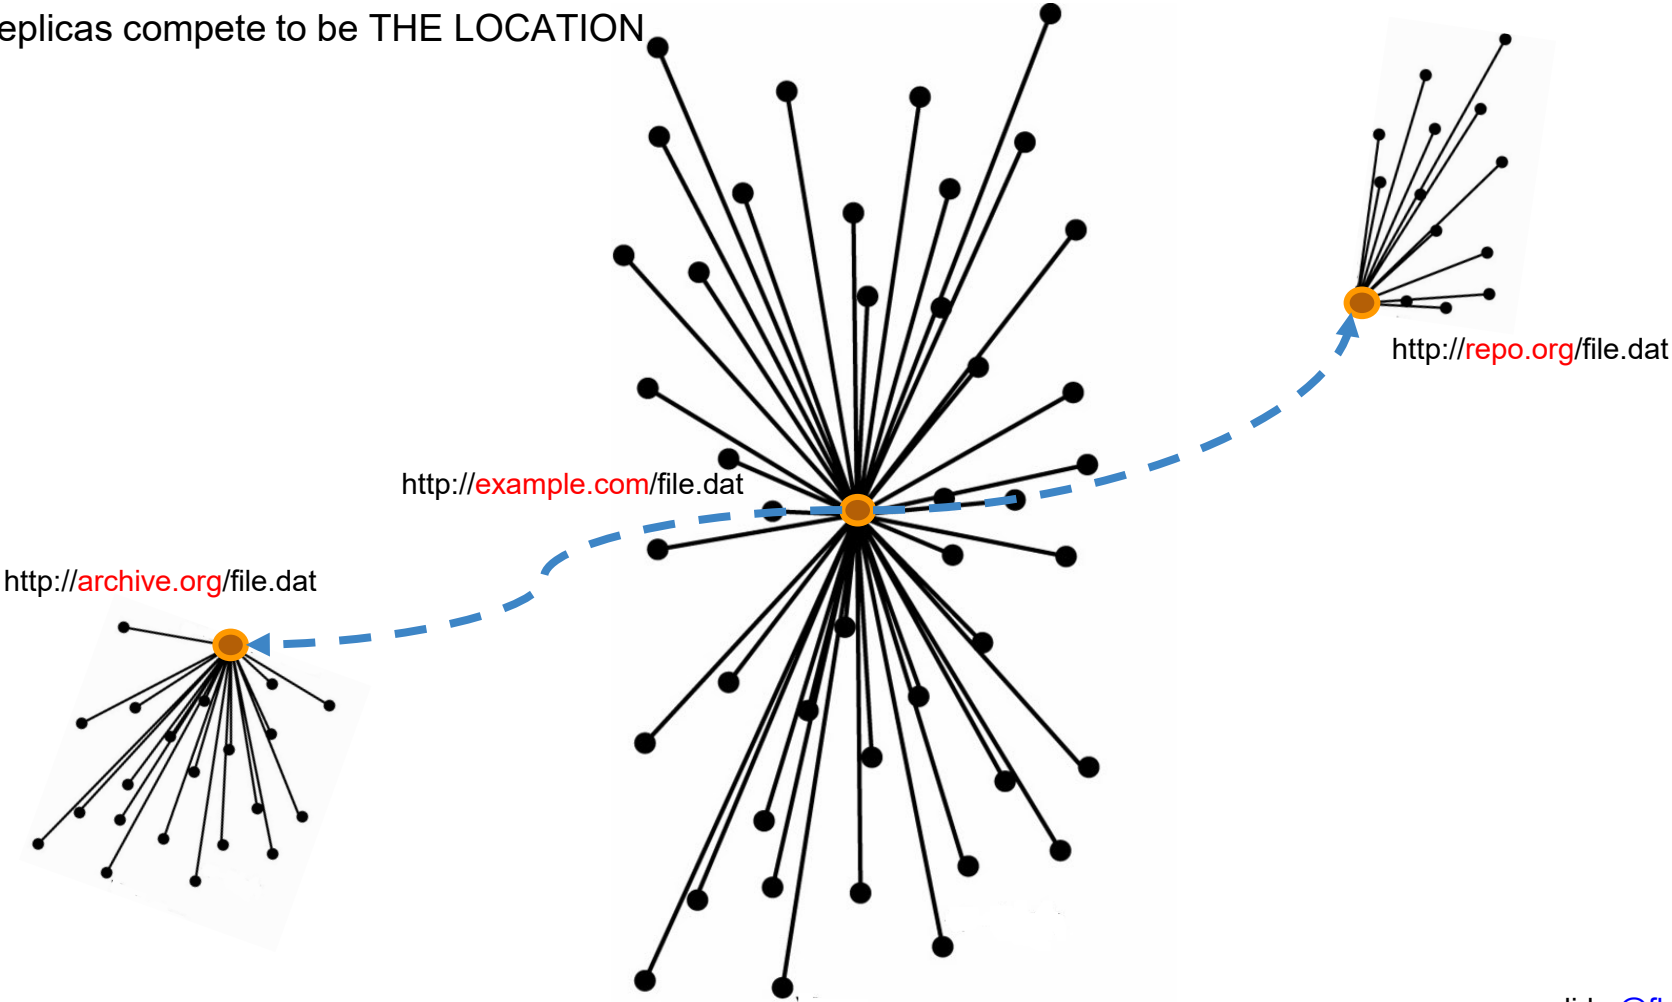 eplicas compete to be THE LOCATION
http://repo.org/file.dat
http://example.com/file.dat
http://archive.org/file.dat